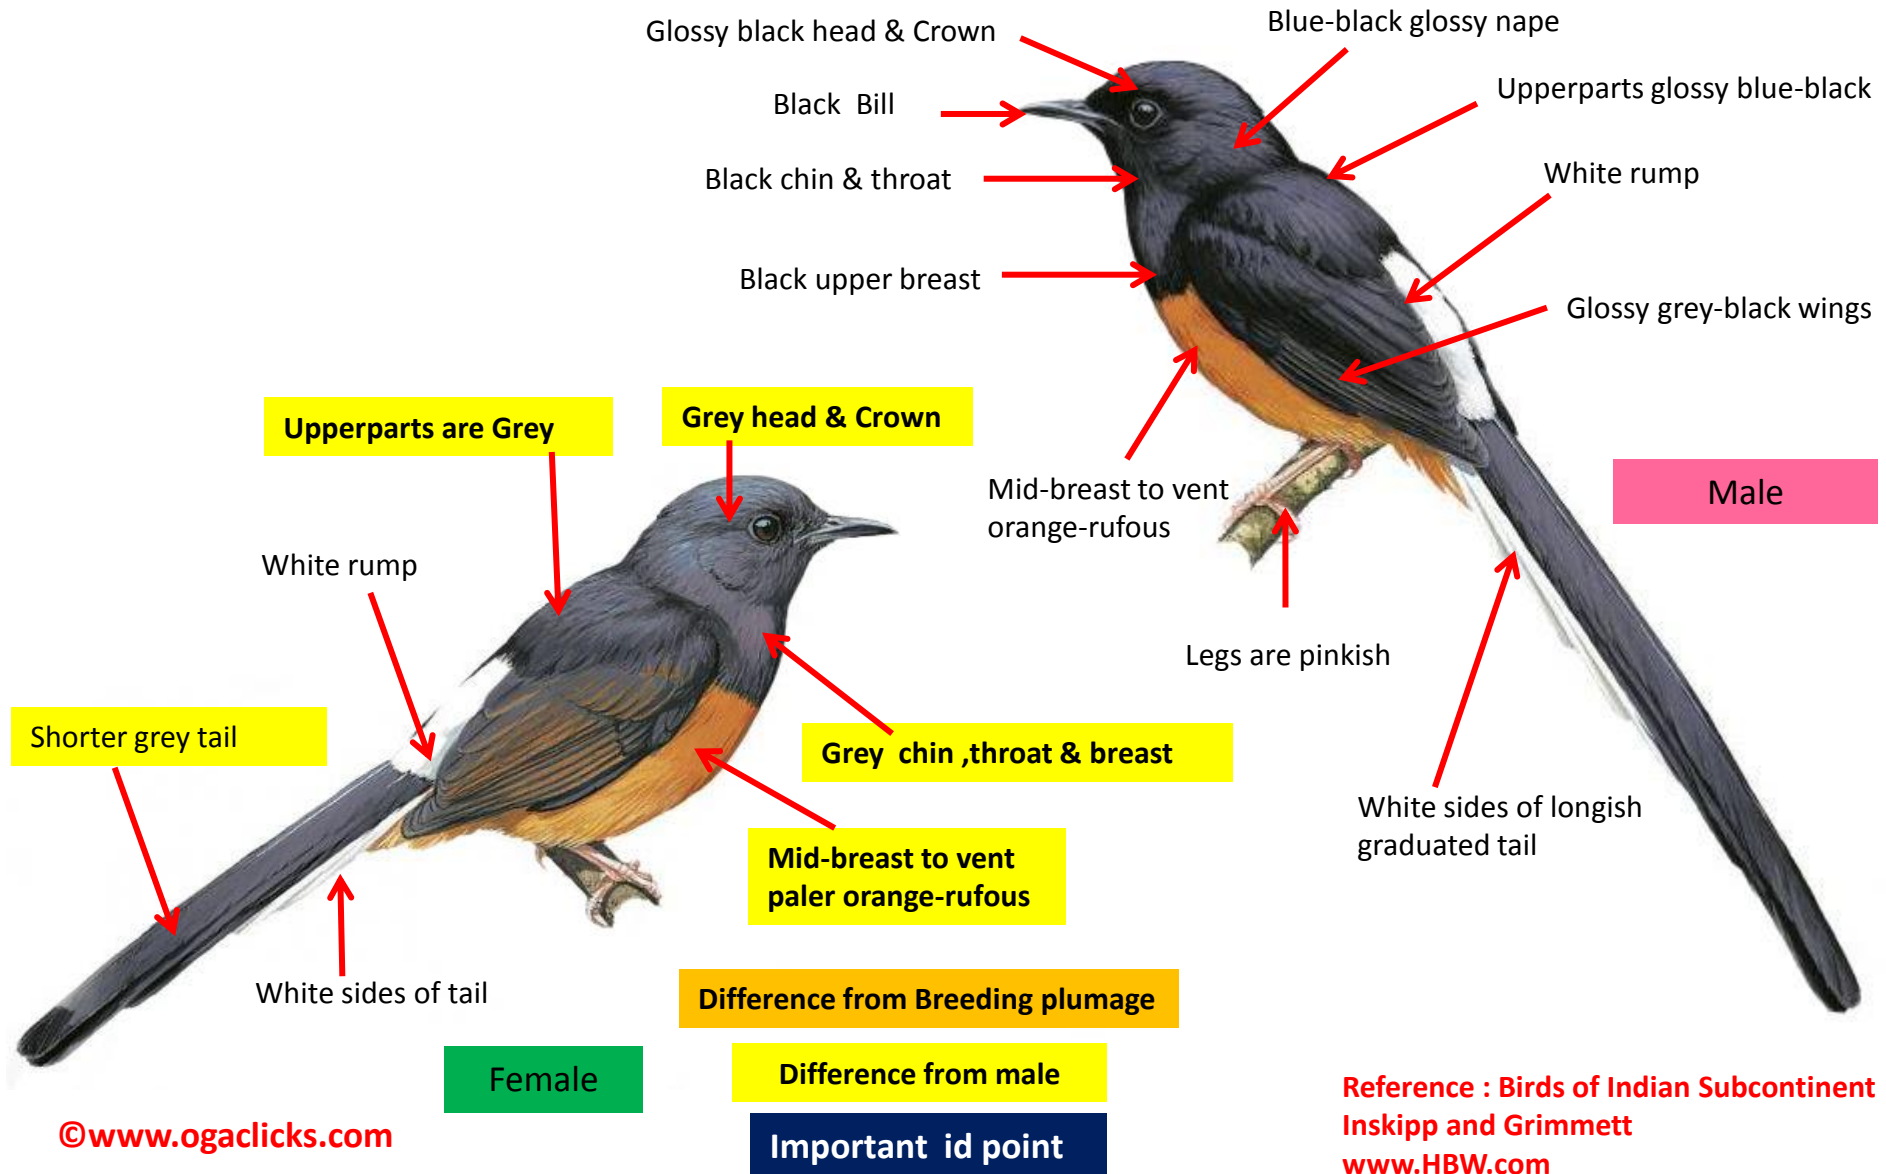 Glossy black head & Crown
Blue-black glossy nape
Black Bill
Upperparts glossy blue-black
Black chin & throat
White rump
Black upper breast
Glossy grey-black wings
Upperparts are Grey
Grey head & Crown
Mid-breast to vent
orange-rufous
Male
White rump
Legs are pinkish
Shorter grey tail
Grey chin ,throat & breast
White sides of longish
graduated tail
Mid-breast to vent
paler orange-rufous
White sides of tail
Difference from Breeding plumage
Female
Difference from male
Important id point
©www.ogaclicks.com
Reference : Birds of Indian Subcontinent
Inskipp and Grimmett
www.HBW.com